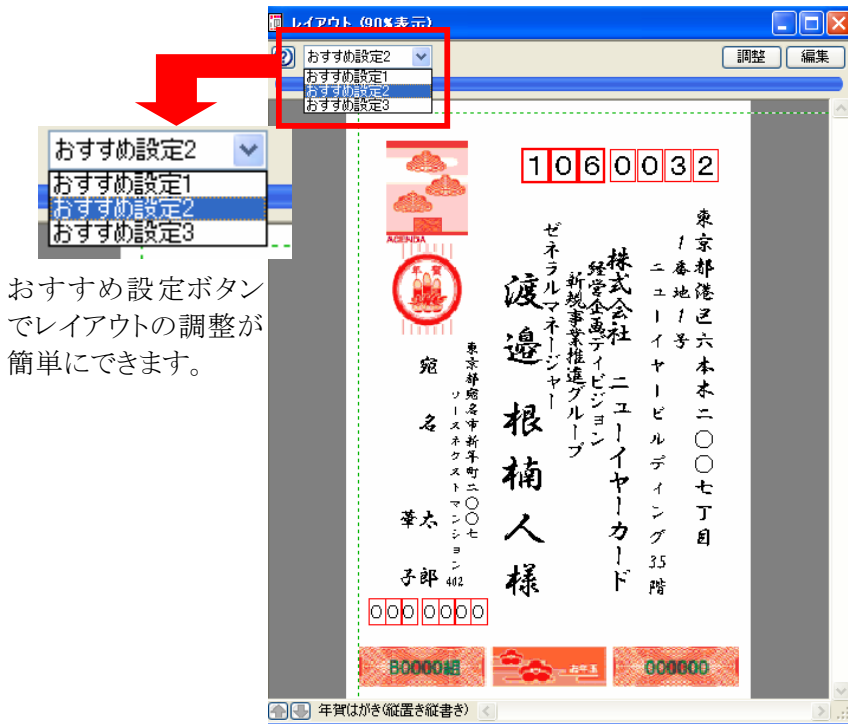 レイアウト (90%表示)
おすすめ設定2
調整
編集
おすすめ設定1
おすすめ設定2
おすすめ設定3
おすすめ設定2
おすすめ設定1
おすすめ設定2
おすすめ設定3
おすすめ設定ボタン
でレイアウトの調整が
簡単にできます。
1060032
東京都港区六本木二〇〇七丁目
1番地1号
ニューイヤービルディング35階
株式会社 ニューイヤーカード
経営企画ディビジョン
新規事業推進グループ
ゼネラルマネージャー
渡邉 根楠人 様
AGENDA
年賀
東京都宛名市新年町二〇〇七
ソースネクストマンション402
宛名 太郎
華子
0000000
B0000組
お年玉
000000
年賀はがき(縦置き縦書き)